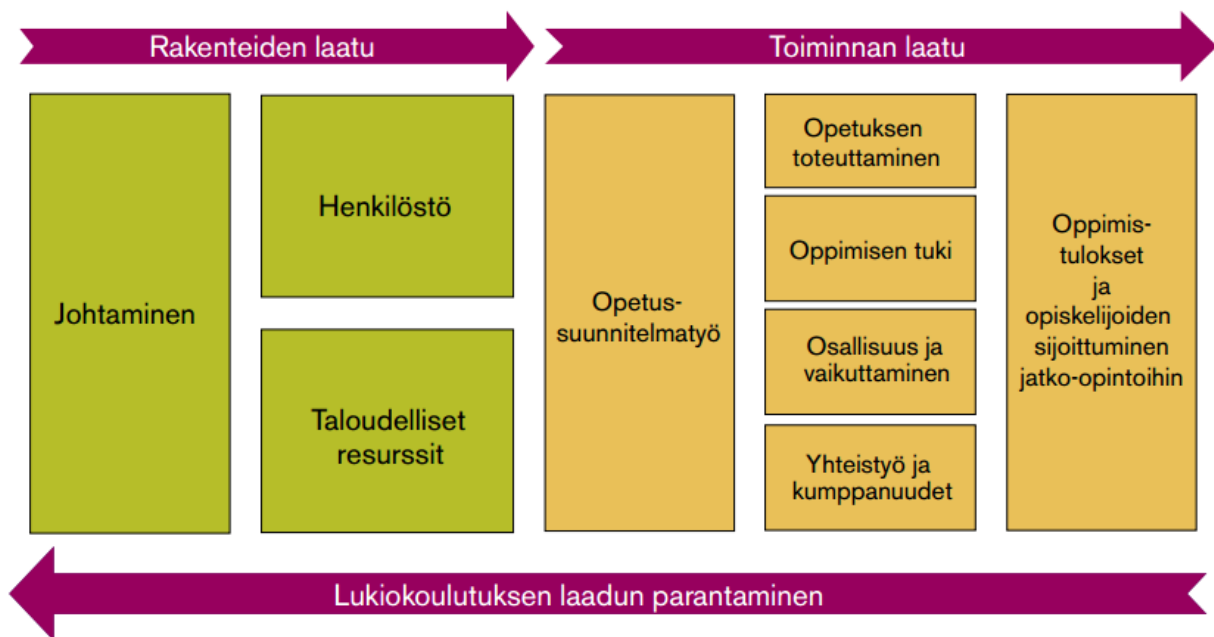 Rakenteiden laatu
Toiminnan laatu
Johtaminen
Henkilöstö
Taloudelliset
resurssit
Opetus-
suunnitelmatyö
Opetuksen
toteuttaminen
Oppimisen tuki
Osallisuus ja
vaikuttaminen
Yhteistyö ja
kumppanuudet
Oppimis-
tulokset
ja
opiskelijoiden
sijoittuminen
jatko-opintoihin
Lukiokoulutuksen laadun parantaminen